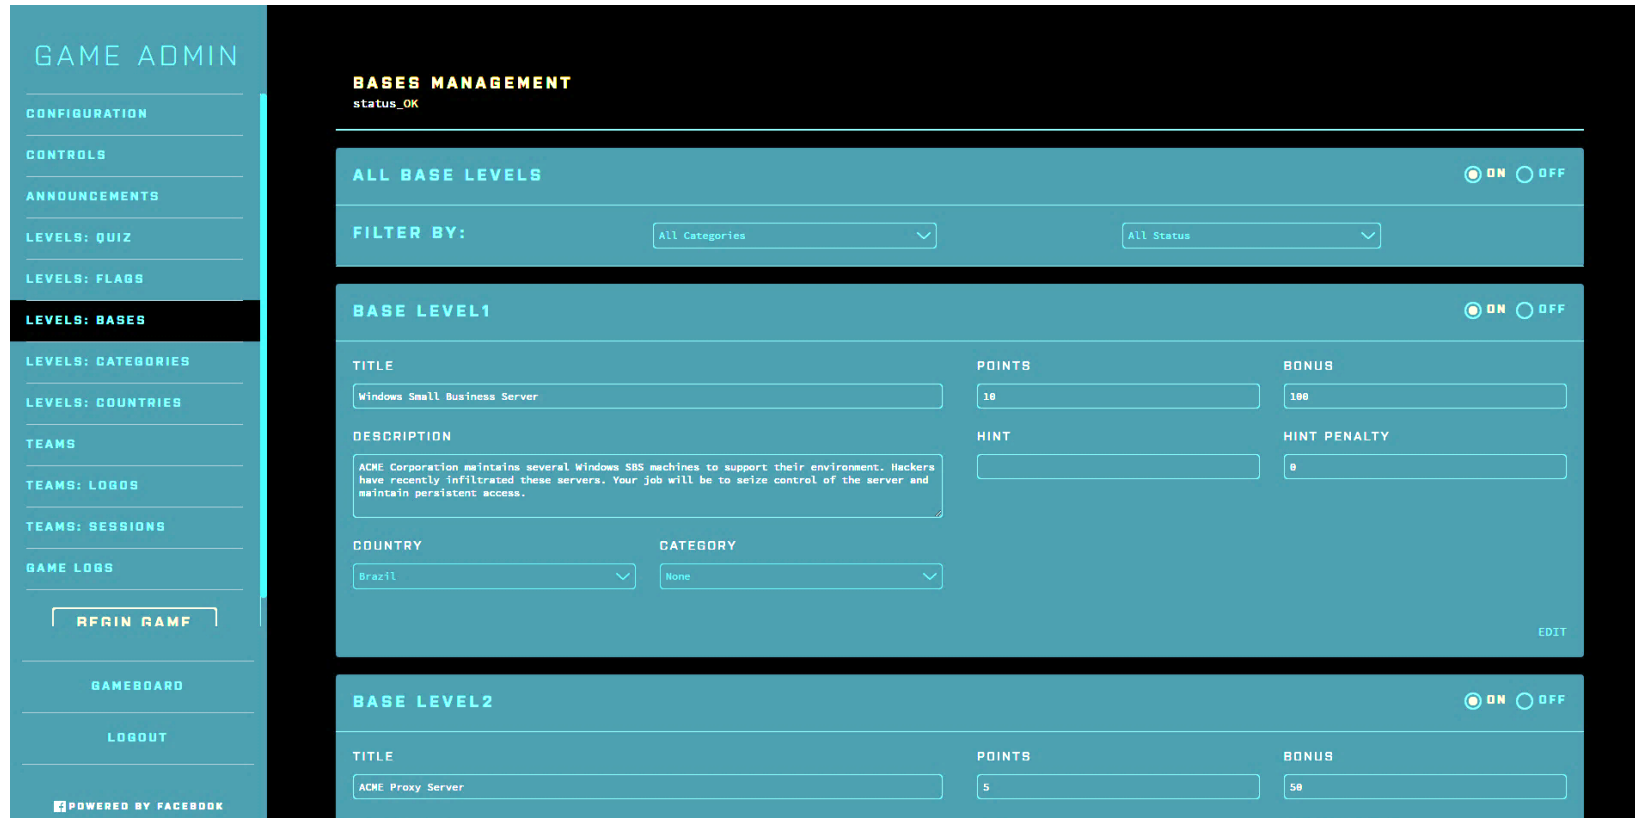 GAME ADMIN
CONFIGURATION
CONTROLS
ANNOUNCEMENTS
LEVELS: QUIZ
LEVELS: FLAGS
LEVELS: BASES
LEVELS: CATEGORIES
LEVELS: COUNTRIES
TEAMS
TEAMS: LOGOS
TEAMS: SESSIONS
GAME LOGS
BEGIN GAME
GAMEBOARD
LOGOUT
POWERED BY FACEBOOK
BASES MANAGEMENT
status_OK
ALL BASE LEVELS
ON OFF
FILTER BY:
All Categories
All Status
BASE LEVEL1
ON OFF
TITLE
POINTS
BONUS
Windows Small Business Server
10
100
DESCRIPTION
HINT
HINT PENALTY
ACME Corporation maintains several Windows SBS machines to support their environment. Hackers
have recently infiltrated these servers. Your job will be to seize control of the server and
maintain persistent access.
0
COUNTRY
CATEGORY
Brazil
None
EDIT
BASE LEVEL2
ON OFF
TITLE
POINTS
BONUS
ACME Proxy Server
5
50